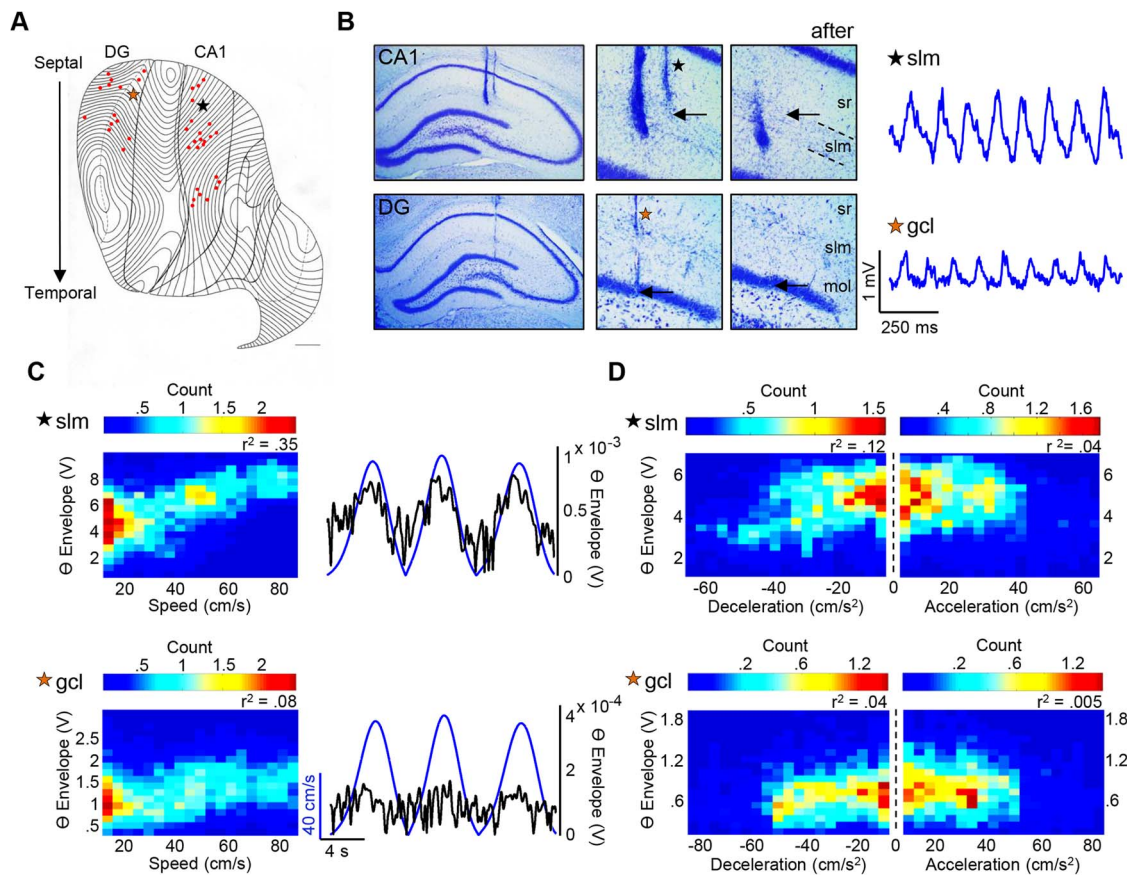 A
DG
CA1
Septal
Temporal
B
after
CA1
sr
slm
★slm
DG
sr
slm
mol
★gcl
1 mV
250 ms
C
Count
★slm
.5 1 1.5 2
r² = .35
Θ Envelope (V)
8
6
4
2
20 40 60 80
Speed (cm/s)
1 x 10⁻³
0.5
0
Θ Envelope (V)
Count
★gcl
.5 1 1.5 2
r² = .08
Θ Envelope (V)
2.5
2
1.5
1
.5
20 40 60 80
Speed (cm/s)
40 cm/s
4 s
4 x 10⁻⁴
2
0
Θ Envelope (V)
D
Count Count
★slm
.5 1 1.5
.4 .8 1.2 1.6
r² = .12
r² = .04
Θ Envelope (V)
6
4
2
6
4
2
-60 -40 -20 0 20 40 60
Deceleration (cm/s²) Acceleration (cm/s²)
Count Count
★gcl
.2 .6 1.2
.2 .6 1.2
r² = .04
r² = .005
Θ Envelope (V)
1.8
1.2
.6
1.8
1.2
.6
-80 -60 -40 -20 0 20 40 60 80
Deceleration (cm/s²) Acceleration (cm/s²)